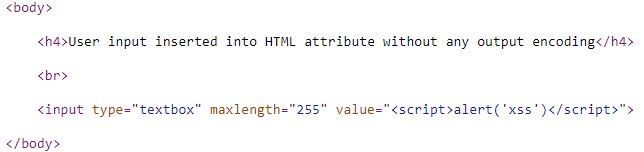 <body>
<h4>User input inserted into HTML attribute without any output encoding</h4>
<br>
<input type="textbox" maxlength="255" value="<script>alert('xss')</script>">
</body>